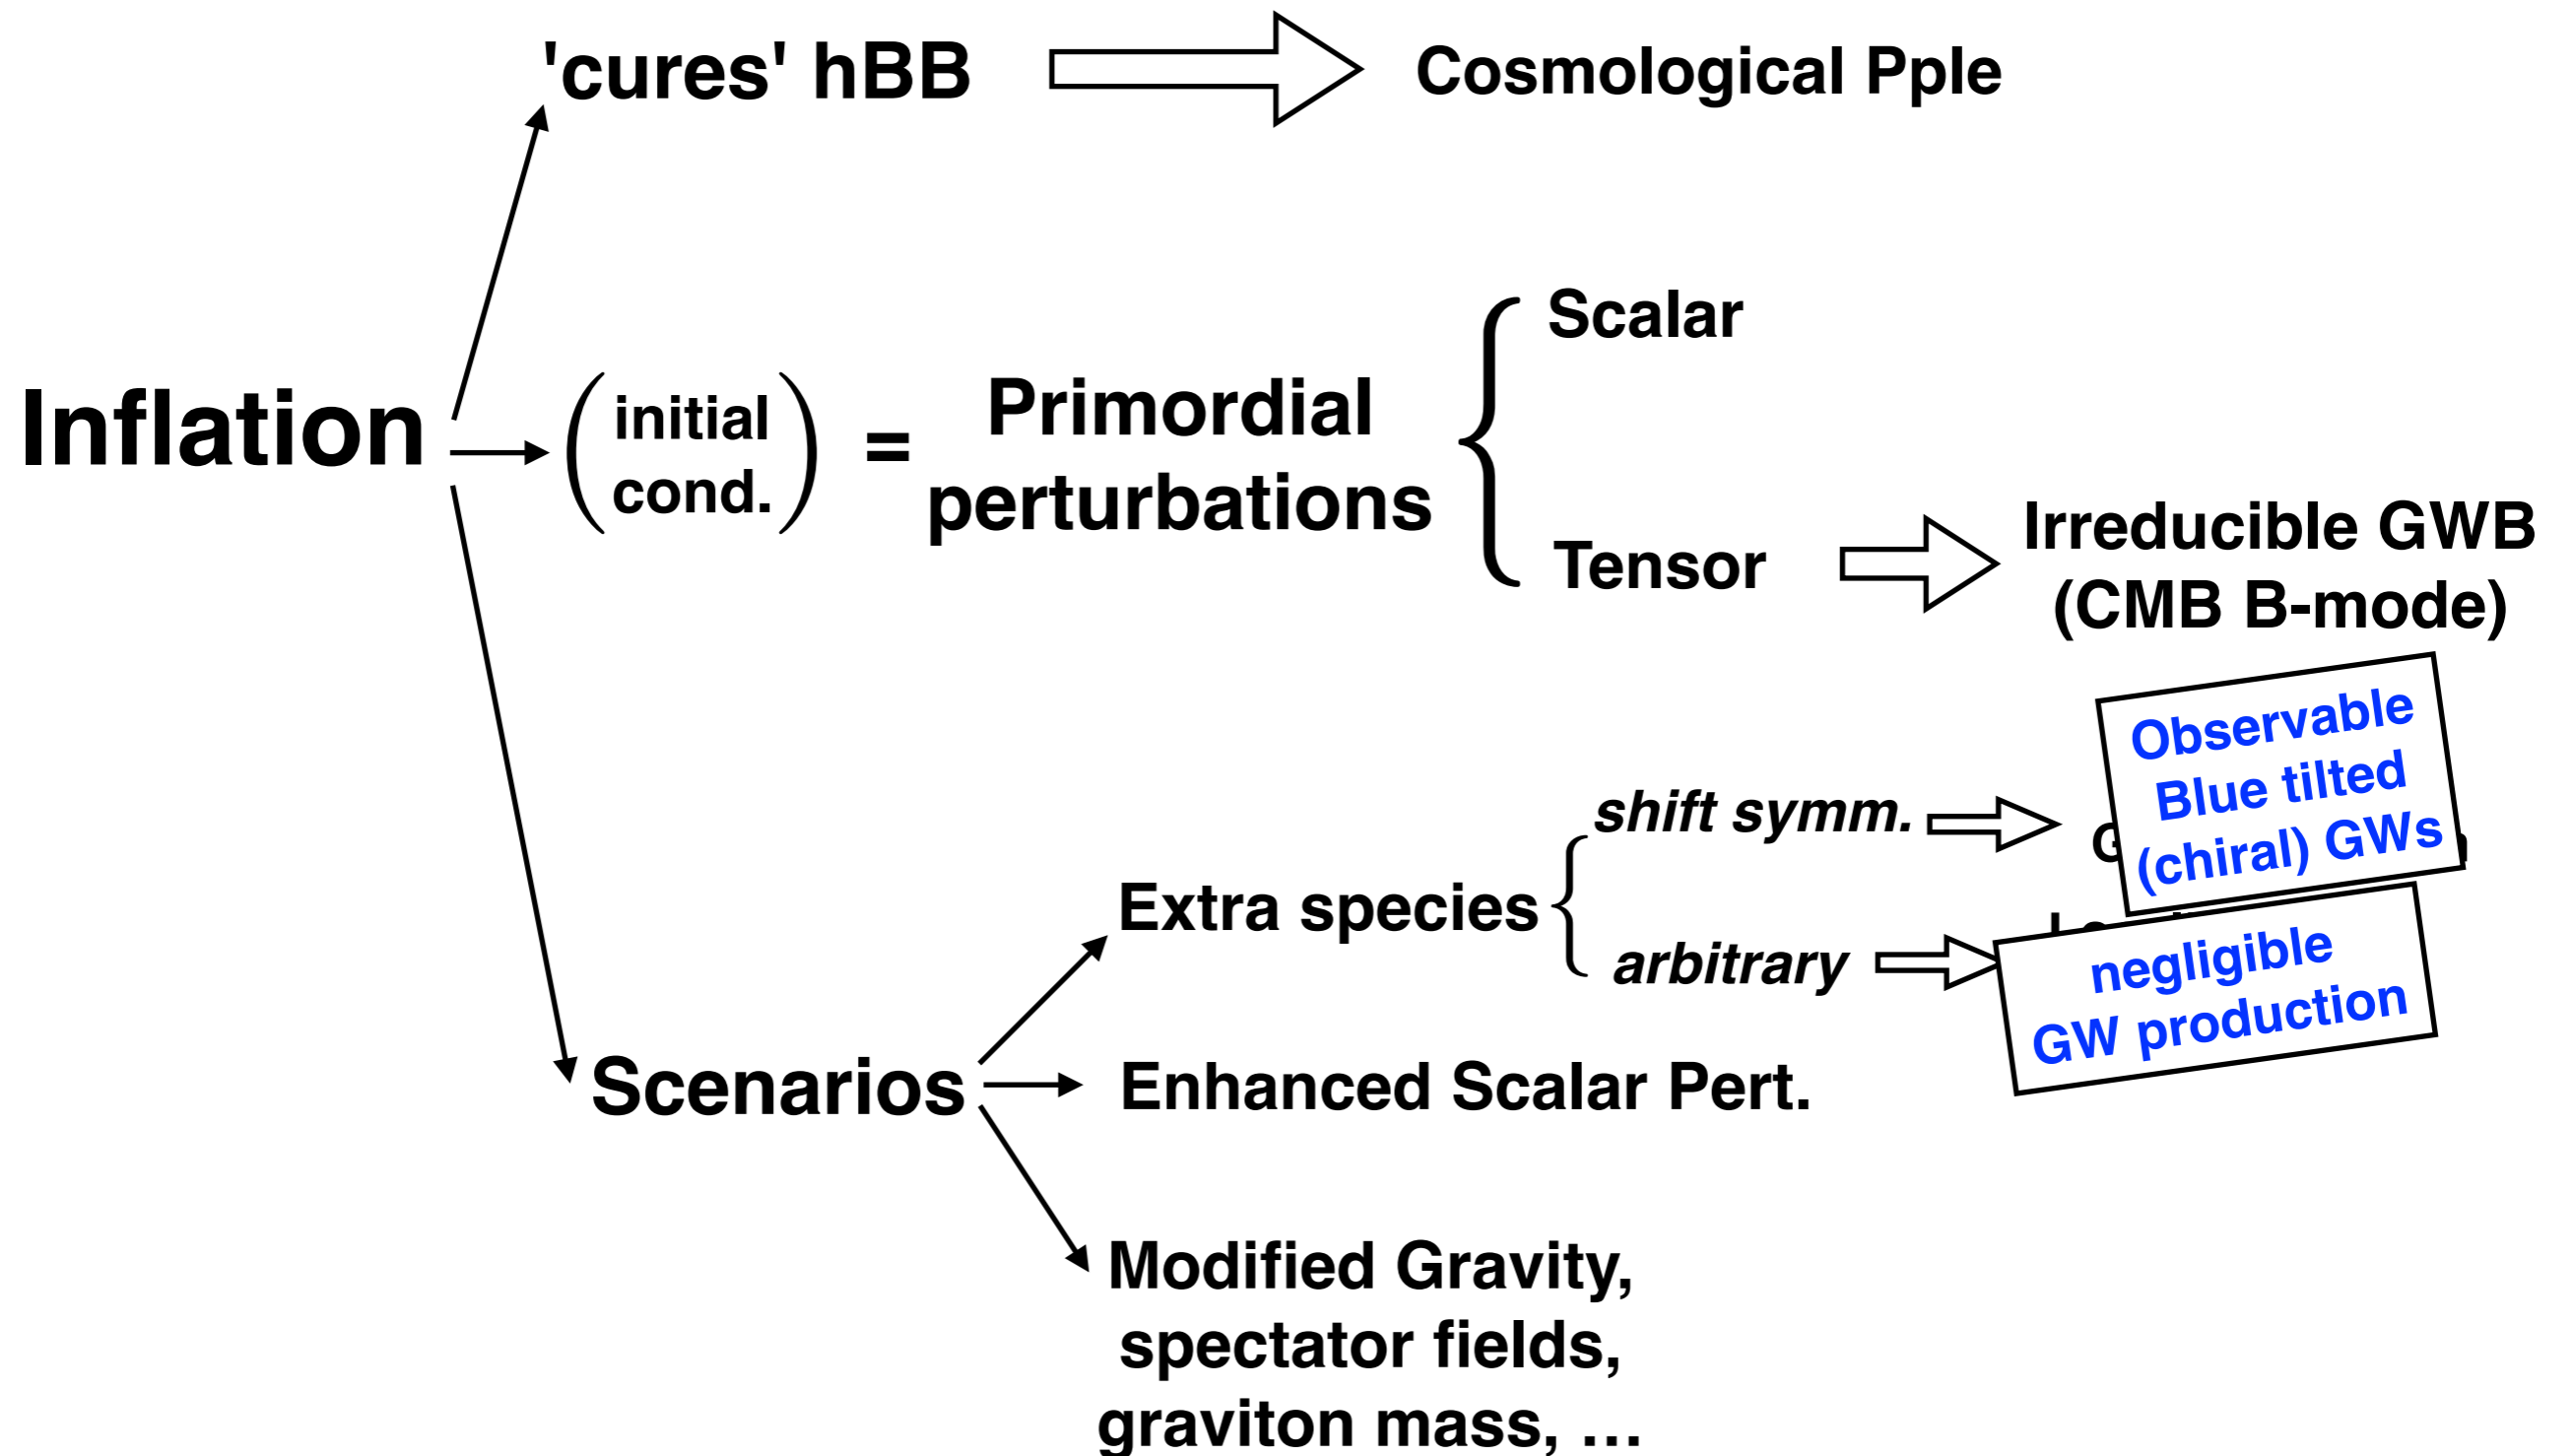 'cures' hBB
Cosmological Pple
Inflation
initial
cond.
=
Primordial
perturbations
Scalar
Tensor
Irreducible GWB
(CMB B-mode)
Extra species
shift symm.
Observable
Blue tilted
(chiral) GWs
arbitrary
negligible
GW production
Scenarios
Enhanced Scalar Pert.
Modified Gravity,
spectator fields,
graviton mass, …